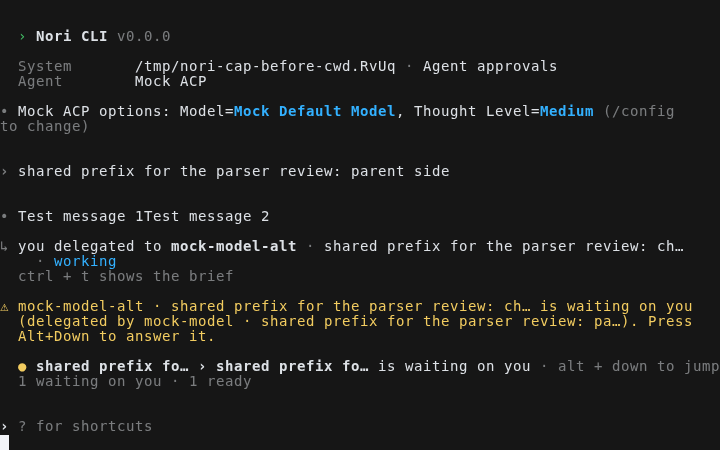 › Nori CLI v0.0.0
System /tmp/nori-cap-before-cwd.RvUq · Agent approvals
Agent Mock ACP
• Mock ACP options: Model=Mock Default Model, Thought Level=Medium (/config
to change)
› shared prefix for the parser review: parent side
• Test message 1Test message 2
↳ you delegated to mock-model-alt · shared prefix for the parser review: ch…
· working
ctrl + t shows the brief
⚠ mock-model-alt · shared prefix for the parser review: ch… is waiting on you
(delegated by mock-model · shared prefix for the parser review: pa…). Press
Alt+Down to answer it.
● shared prefix fo… › shared prefix fo… is waiting on you · alt + down to jump
1 waiting on you · 1 ready
› ? for shortcuts